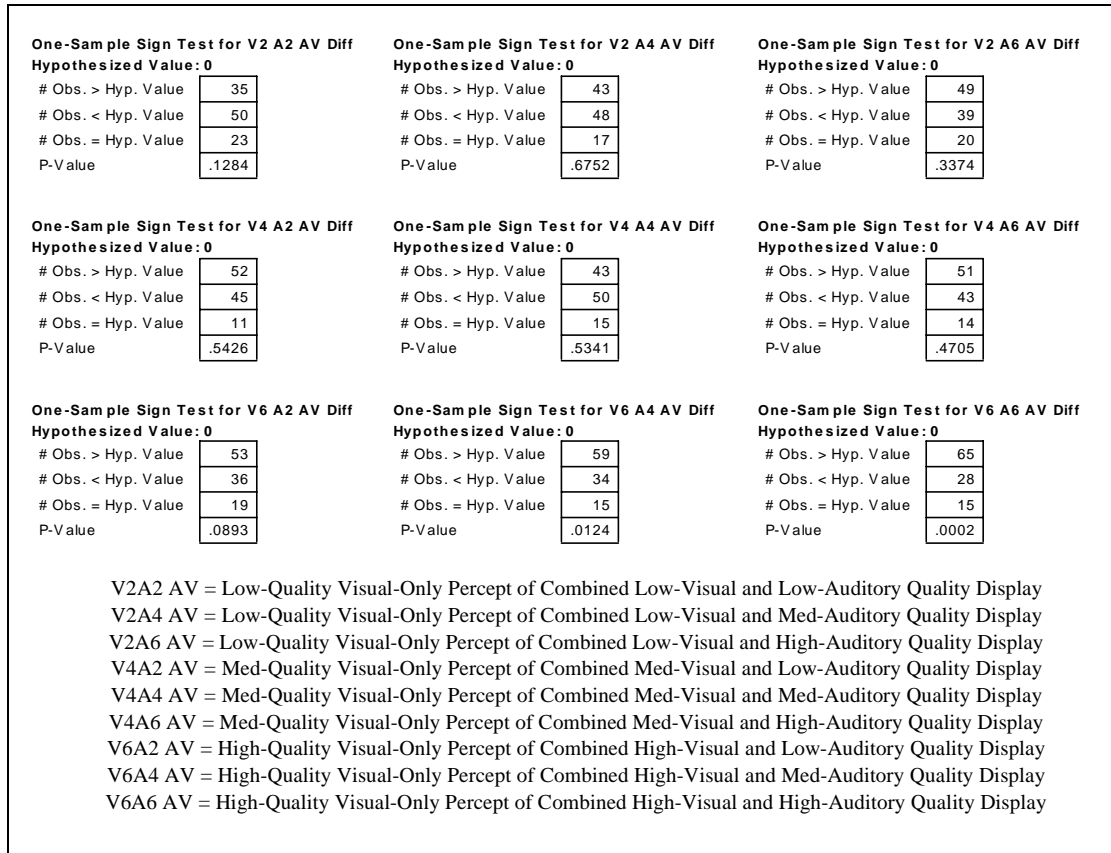 One-Sample Sign Test for V2 A2 AV Diff
Hypothesized Value: 0
# Obs. > Hyp. Value 35
# Obs. < Hyp. Value 50
# Obs. = Hyp. Value 23
P-Value .1284
One-Sample Sign Test for V2 A4 AV Diff
Hypothesized Value: 0
# Obs. > Hyp. Value 43
# Obs. < Hyp. Value 48
# Obs. = Hyp. Value 17
P-Value .6752
One-Sample Sign Test for V2 A6 AV Diff
Hypothesized Value: 0
# Obs. > Hyp. Value 49
# Obs. < Hyp. Value 39
# Obs. = Hyp. Value 20
P-Value .3374
One-Sample Sign Test for V4 A2 AV Diff
Hypothesized Value: 0
# Obs. > Hyp. Value 52
# Obs. < Hyp. Value 45
# Obs. = Hyp. Value 11
P-Value .5426
One-Sample Sign Test for V4 A4 AV Diff
Hypothesized Value: 0
# Obs. > Hyp. Value 43
# Obs. < Hyp. Value 50
# Obs. = Hyp. Value 15
P-Value .5341
One-Sample Sign Test for V4 A6 AV Diff
Hypothesized Value: 0
# Obs. > Hyp. Value 51
# Obs. < Hyp. Value 43
# Obs. = Hyp. Value 14
P-Value .4705
One-Sample Sign Test for V6 A2 AV Diff
Hypothesized Value: 0
# Obs. > Hyp. Value 53
# Obs. < Hyp. Value 36
# Obs. = Hyp. Value 19
P-Value .0893
One-Sample Sign Test for V6 A4 AV Diff
Hypothesized Value: 0
# Obs. > Hyp. Value 59
# Obs. < Hyp. Value 34
# Obs. = Hyp. Value 15
P-Value .0124
One-Sample Sign Test for V6 A6 AV Diff
Hypothesized Value: 0
# Obs. > Hyp. Value 65
# Obs. < Hyp. Value 28
# Obs. = Hyp. Value 15
P-Value .0002
V2A2 AV = Low-Quality Visual-Only Percept of Combined Low-Visual and Low-Auditory Quality Display
V2A4 AV = Low-Quality Visual-Only Percept of Combined Low-Visual and Med-Auditory Quality Display
V2A6 AV = Low-Quality Visual-Only Percept of Combined Low-Visual and High-Auditory Quality Display
V4A2 AV = Med-Quality Visual-Only Percept of Combined Med-Visual and Low-Auditory Quality Display
V4A4 AV = Med-Quality Visual-Only Percept of Combined Med-Visual and Med-Auditory Quality Display
V4A6 AV = Med-Quality Visual-Only Percept of Combined Med-Visual and High-Auditory Quality Display
V6A2 AV = High-Quality Visual-Only Percept of Combined High-Visual and Low-Auditory Quality Display
V6A4 AV = High-Quality Visual-Only Percept of Combined High-Visual and Med-Auditory Quality Display
V6A6 AV = High-Quality Visual-Only Percept of Combined High-Visual and High-Auditory Quality Display